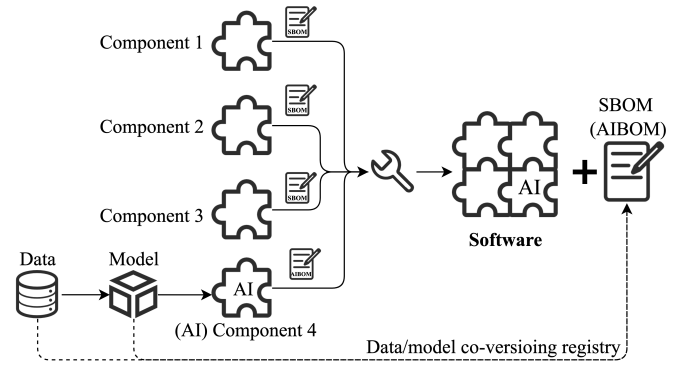 Component 1
SBOM
Component 2
SBOM
Component 3
SBOM
Data
Model
AI
AIBOM
(AI) Component 4
AI
Software
SBOM
(AIBOM)
Data/model co-versioing registry